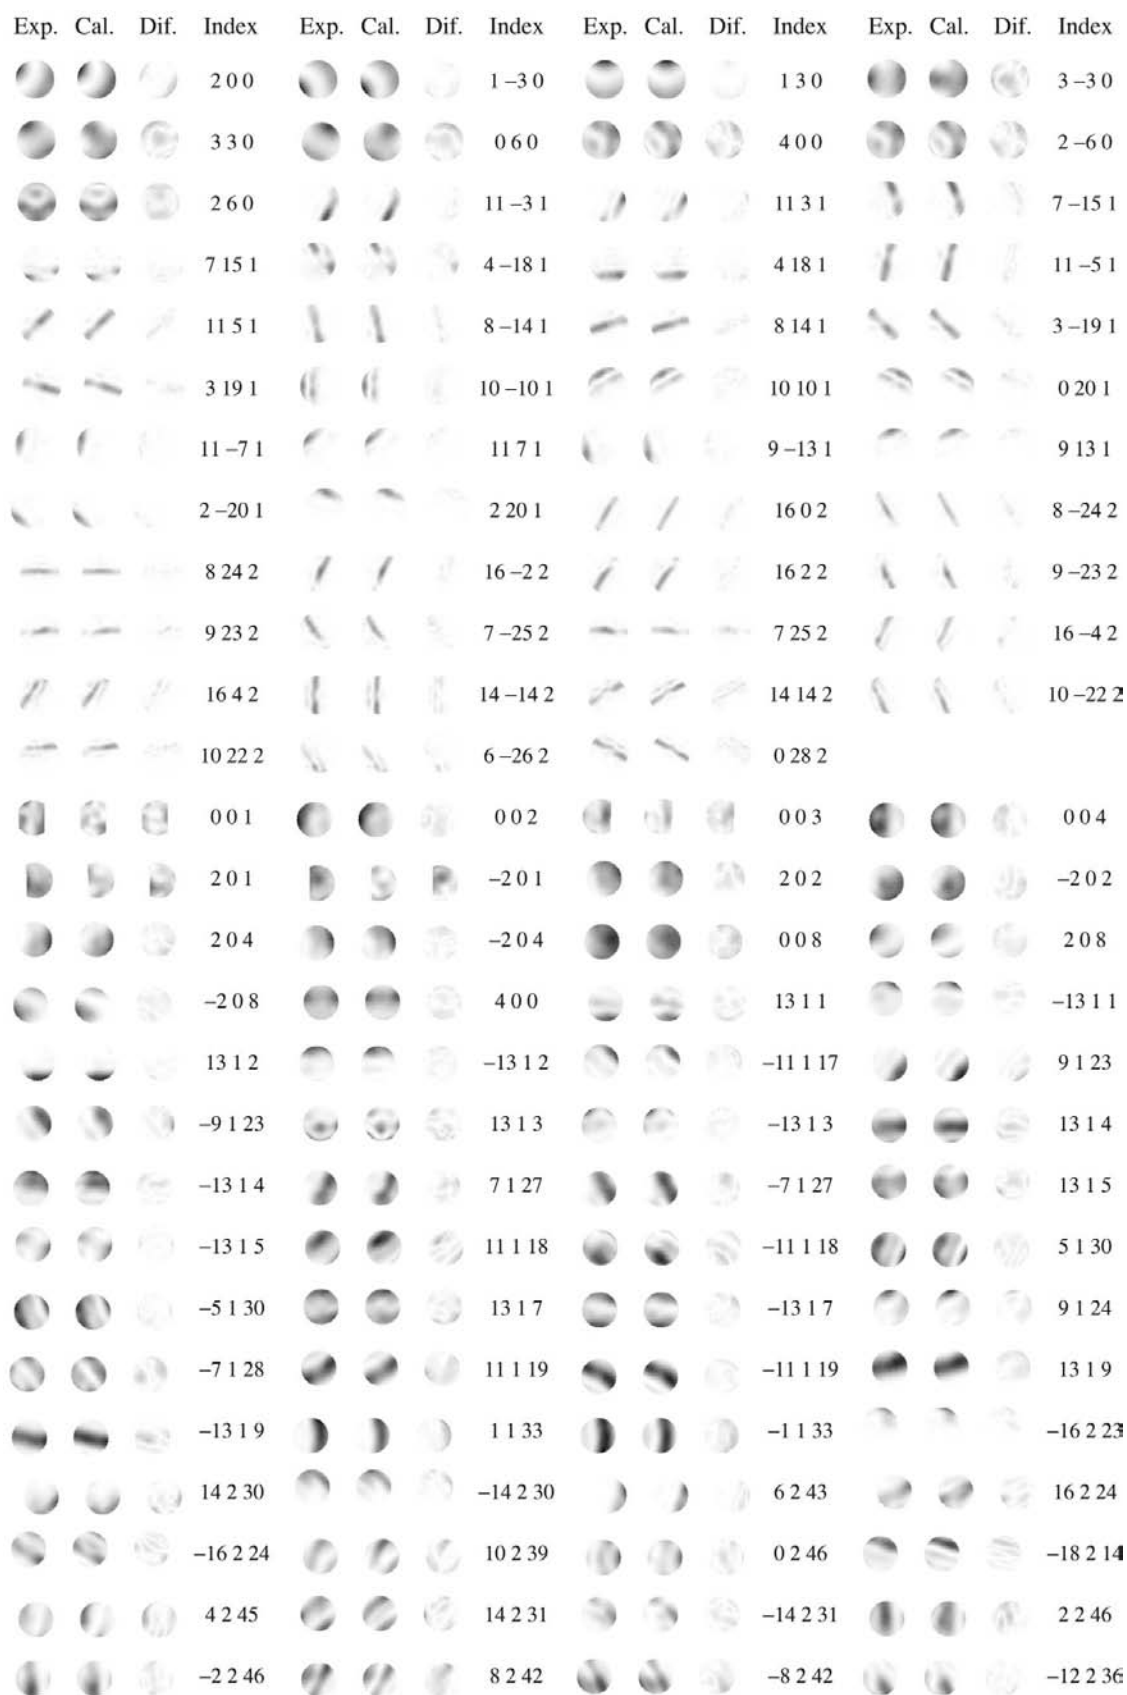 Exp. Cal. Dif. Index Exp. Cal. Dif. Index Exp. Cal. Dif. Index Exp. Cal. Dif. Index
2 0 0 1 −3 0 1 3 0 3 −3 0
3 3 0 0 6 0 4 0 0 2 −6 0
2 6 0 11 −3 1 11 3 1 7 −15 1
7 15 1 4 −18 1 4 18 1 11 −5 1
11 5 1 8 −14 1 8 14 1 3 −19 1
3 19 1 10 −10 1 10 10 1 0 20 1
11 −7 1 11 7 1 9 −13 1 9 13 1
2 −20 1 2 20 1 16 0 2 8 −24 2
8 24 2 16 −2 2 16 2 2 9 −23 2
9 23 2 7 −25 2 7 25 2 16 −4 2
16 4 2 14 −14 2 14 14 2 10 −22 2
10 22 2 6 −26 2 0 28 2
0 0 1 0 0 2 0 0 3 0 0 4
2 0 1 −2 0 1 2 0 2 −2 0 2
2 0 4 −2 0 4 0 0 8 2 0 8
−2 0 8 4 0 0 13 1 1 −13 1 1
13 1 2 −13 1 2 −11 1 17 9 1 23
−9 1 23 13 1 3 −13 1 3 13 1 4
−13 1 4 7 1 27 −7 1 27 13 1 5
−13 1 5 11 1 18 −11 1 18 5 1 30
−5 1 30 13 1 7 −13 1 7 9 1 24
−7 1 28 11 1 19 −11 1 19 13 1 9
−13 1 9 1 1 33 −1 1 33 −16 2 23
14 2 30 −14 2 30 6 2 43 16 2 24
−16 2 24 10 2 39 0 2 46 −18 2 14
4 2 45 14 2 31 −14 2 31 2 2 46
−2 2 46 8 2 42 −8 2 42 −12 2 36